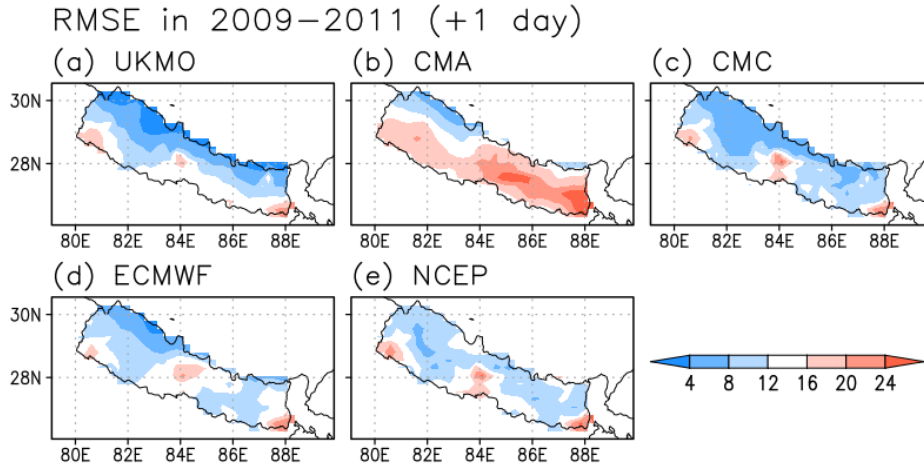 RMSE in 2009−2011 (+1 day)
(a) UKMO
(b) CMA
(c) CMC
30N
28N
80E 82E 84E 86E 88E
80E 82E 84E 86E 88E
80E 82E 84E 86E 88E
(d) ECMWF
(e) NCEP
30N
28N
80E 82E 84E 86E 88E
80E 82E 84E 86E 88E
4 8 12 16 20 24